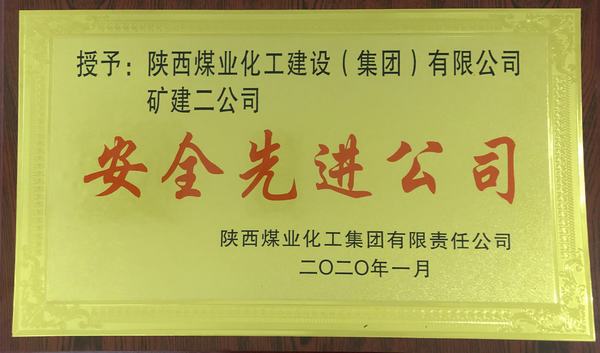 授予：陕西煤业化工建设（集团）有限公司
矿建二公司
安全先进公司
陕西煤业化工集团有限责任公司
二〇二〇年一月